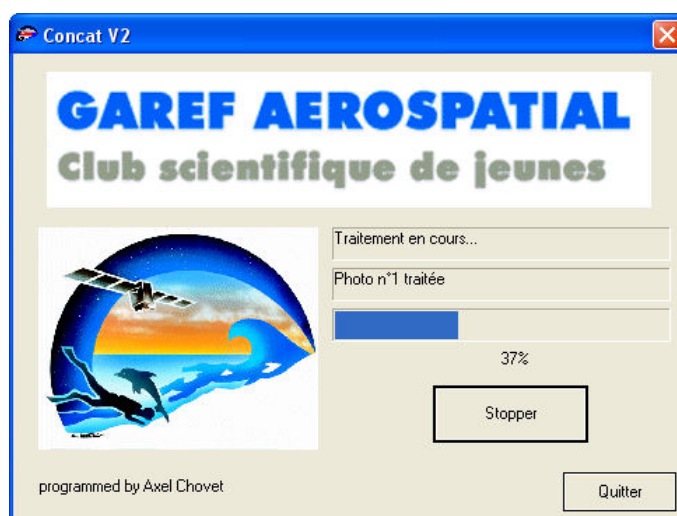 Concat V2
GAREF AEROSPATIAL
Club scientifique de jeunes
Traitement en cours...
Photo n°1 traitée
37%
Stopper
programmed by Axel Chovet
Quitter